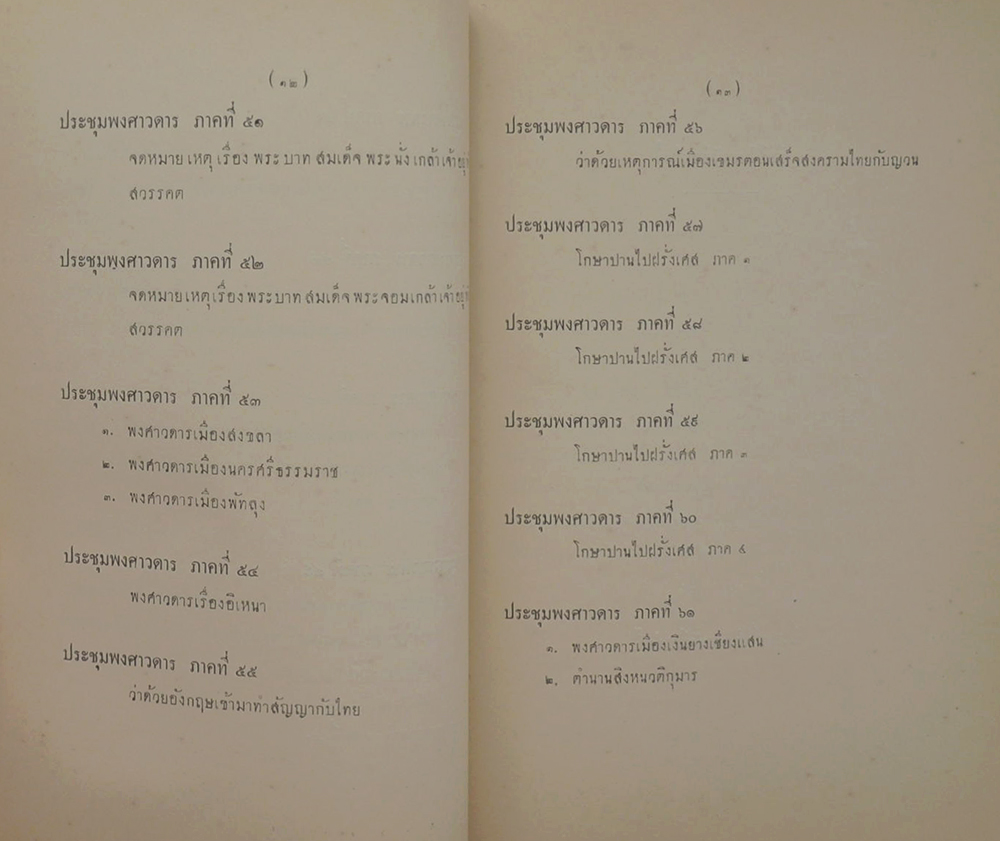 (๑๒)
ประชุมพงศาวดาร ภาคที่ ๕๑
จดหมายเหตุเรื่องพระบาทสมเด็จพระนั่งเกล้าเจ้าอยู่
สวรรคต
ประชุมพงศาวดาร ภาคที่ ๕๒
จดหมายเหตุเรื่องพระบาทสมเด็จพระจอมเกล้าเจ้าอยู่
สวรรคต
ประชุมพงศาวดาร ภาคที่ ๕๓
๑. พงศาวดารเมืองสงขลา
๒. พงศาวดารเมืองนครศรีธรรมราช
๓. พงศาวดารเมืองพัทลุง
ประชุมพงศาวดาร ภาคที่ ๕๔
พงศาวดารเรื่องอิเหนา
ประชุมพงศาวดาร ภาคที่ ๕๕
ว่าด้วยอังกฤษเข้ามาทำสัญญากับไทย
(๑๓)
ประชุมพงศาวดาร ภาคที่ ๕๖
ว่าด้วยเหตุการณ์เมืองเขมรตอนเสร็จสงครามไทยกับญวน
ประชุมพงศาวดาร ภาคที่ ๕๗
โกษาปานไปฝรั่งเศส ภาค ๑
ประชุมพงศาวดาร ภาคที่ ๕๘
โกษาปานไปฝรั่งเศส ภาค ๒
ประชุมพงศาวดาร ภาคที่ ๕๙
โกษาปานไปฝรั่งเศส ภาค ๓
ประชุมพงศาวดาร ภาคที่ ๖๐
โกษาปานไปฝรั่งเศส ภาค ๔
ประชุมพงศาวดาร ภาคที่ ๖๑
๑. พงศาวดารเมืองเงินยางเชียงแสน
๒. ตำนานสิงหนวติกุมาร